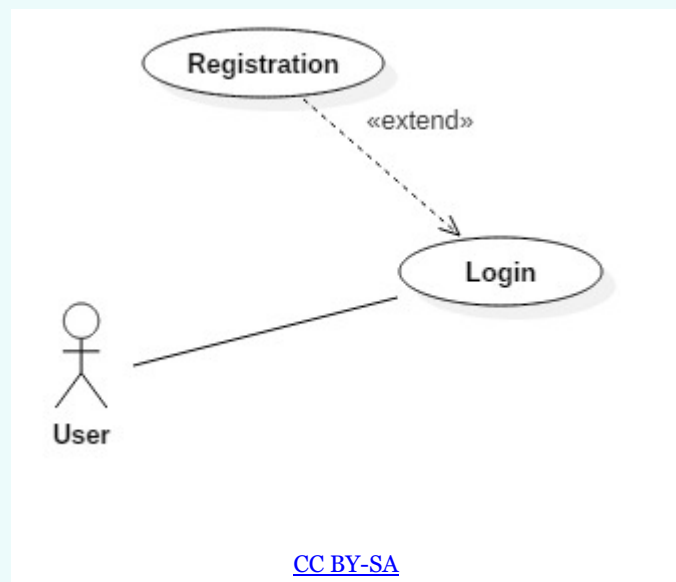 Registration
«extend»
Login
User
CC BY-SA